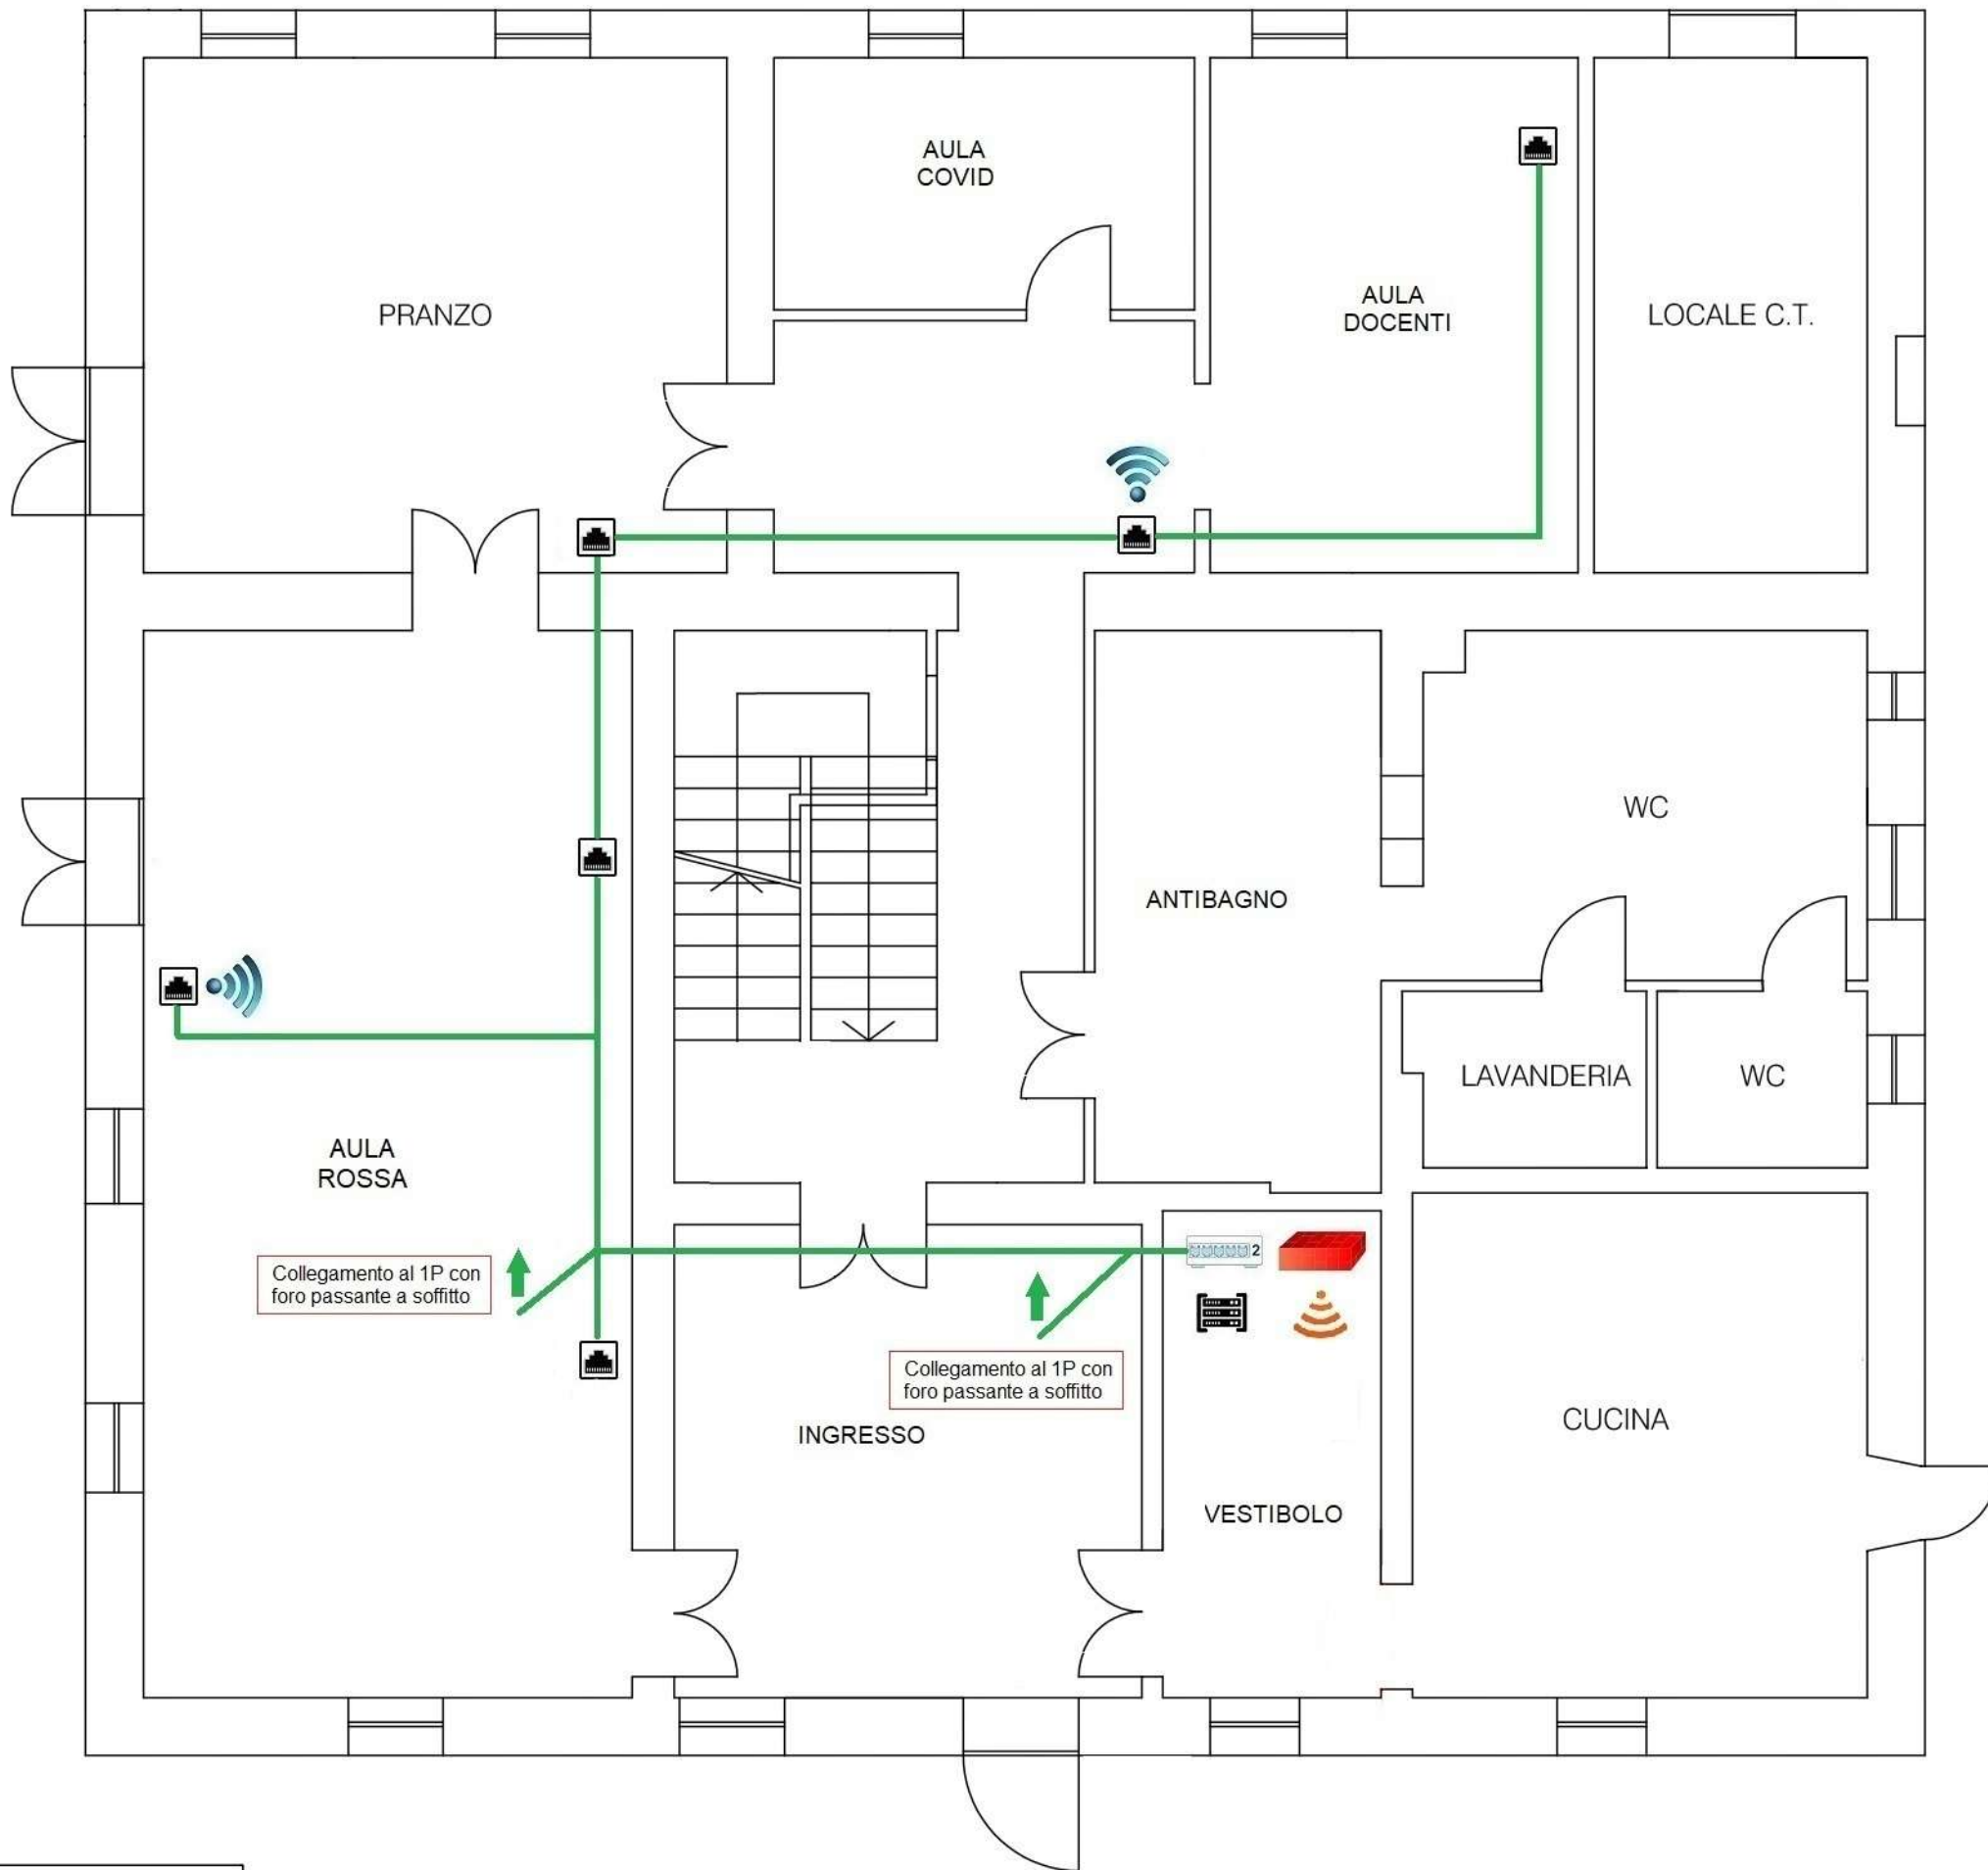 AULA
COVID
PRANZO
AULA
DOCENTI
LOCALE C.T.
WC
ANTIBAGNO
LAVANDERIA
WC
AULA
ROSSA
2
Collegamento al 1P con
foro passante a soffitto
Collegamento al 1P con
foro passante a soffitto
INGRESSO
CUCINA
VESTIBOLO